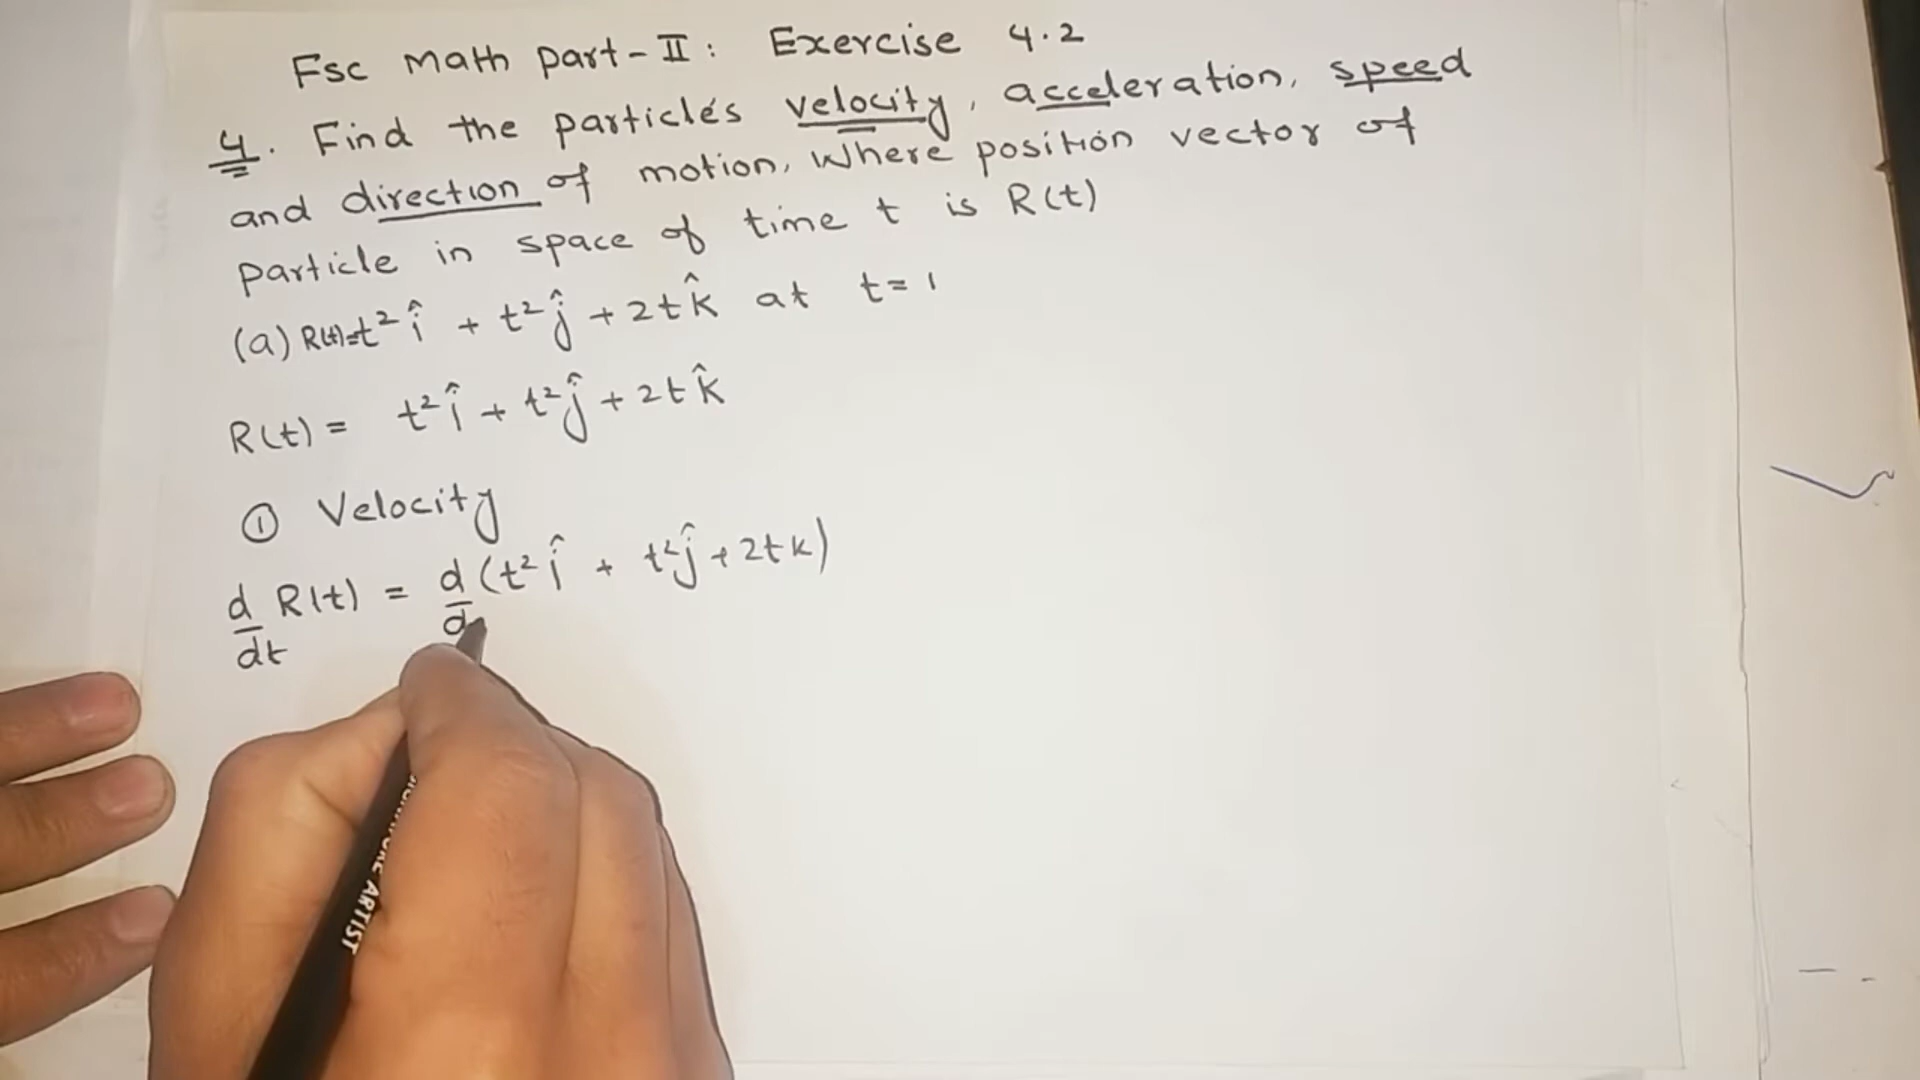 Fsc Math Part-II: Exercise 4.2
4. Find the particle's velocity, acceleration, speed
and direction of motion, where position vector of
particle in space of time t is R(t)
(a) R(t)=t² î + t² ĵ + 2t k̂ at t=1
R(t) = t² î + t² ĵ + 2t k̂
① Velocity
d/dt R(t) = d/d (t² î + t² ĵ + 2t k)
ARTIST